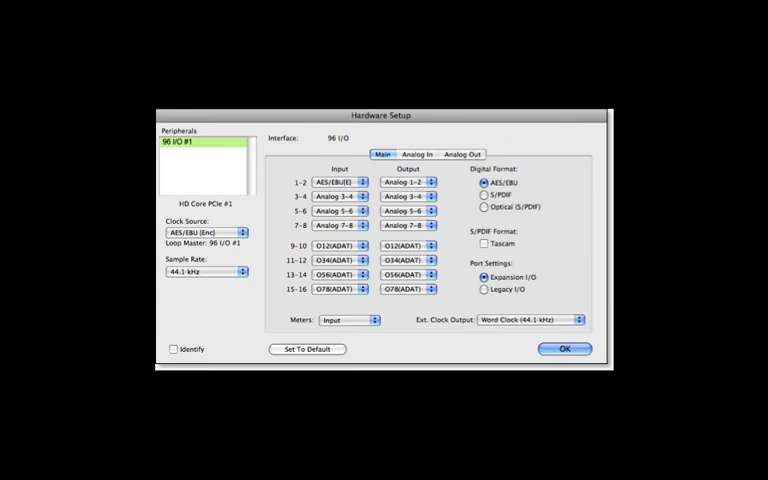 Hardware Setup
Peripherals
96 I/O #1
HD Core PCIe #1
Clock Source:
AES/EBU [Enc]
Loop Master: 96 I/O #1
Sample Rate:
44.1 kHz
Identify
Interface: 96 I/O
Main Analog In Analog Out
Input Output
1-2 AES/EBU[E] Analog 1-2
3-4 Analog 3-4 Analog 3-4
5-6 Analog 5-6 Analog 5-6
7-8 Analog 7-8 Analog 7-8
9-10 O12(ADAT) O12(ADAT)
11-12 O34(ADAT) O34(ADAT)
13-14 O56(ADAT) O56(ADAT)
15-16 O78(ADAT) O78(ADAT)
Digital Format:
AES/EBU
S/PDIF
Optical (S/PDIF)
S/PDIF Format:
Tascam
Port Settings:
Expansion I/O
Legacy I/O
Meters: Input
Ext. Clock Output: Word Clock (44.1 kHz)
Set To Default
OK